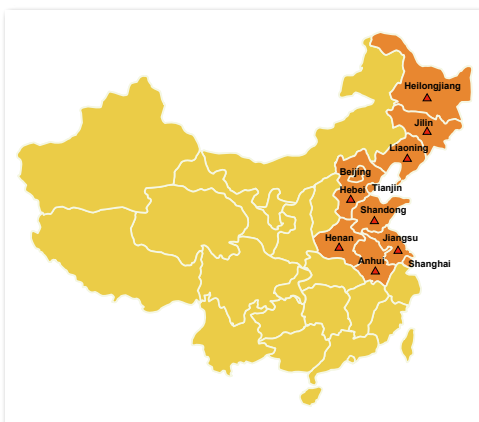 Heilongjiang
Jilin
Liaoning
Beijing
Hebei
Tianjin
Shandong
Henan
Jiangsu
Anhui
Shanghai